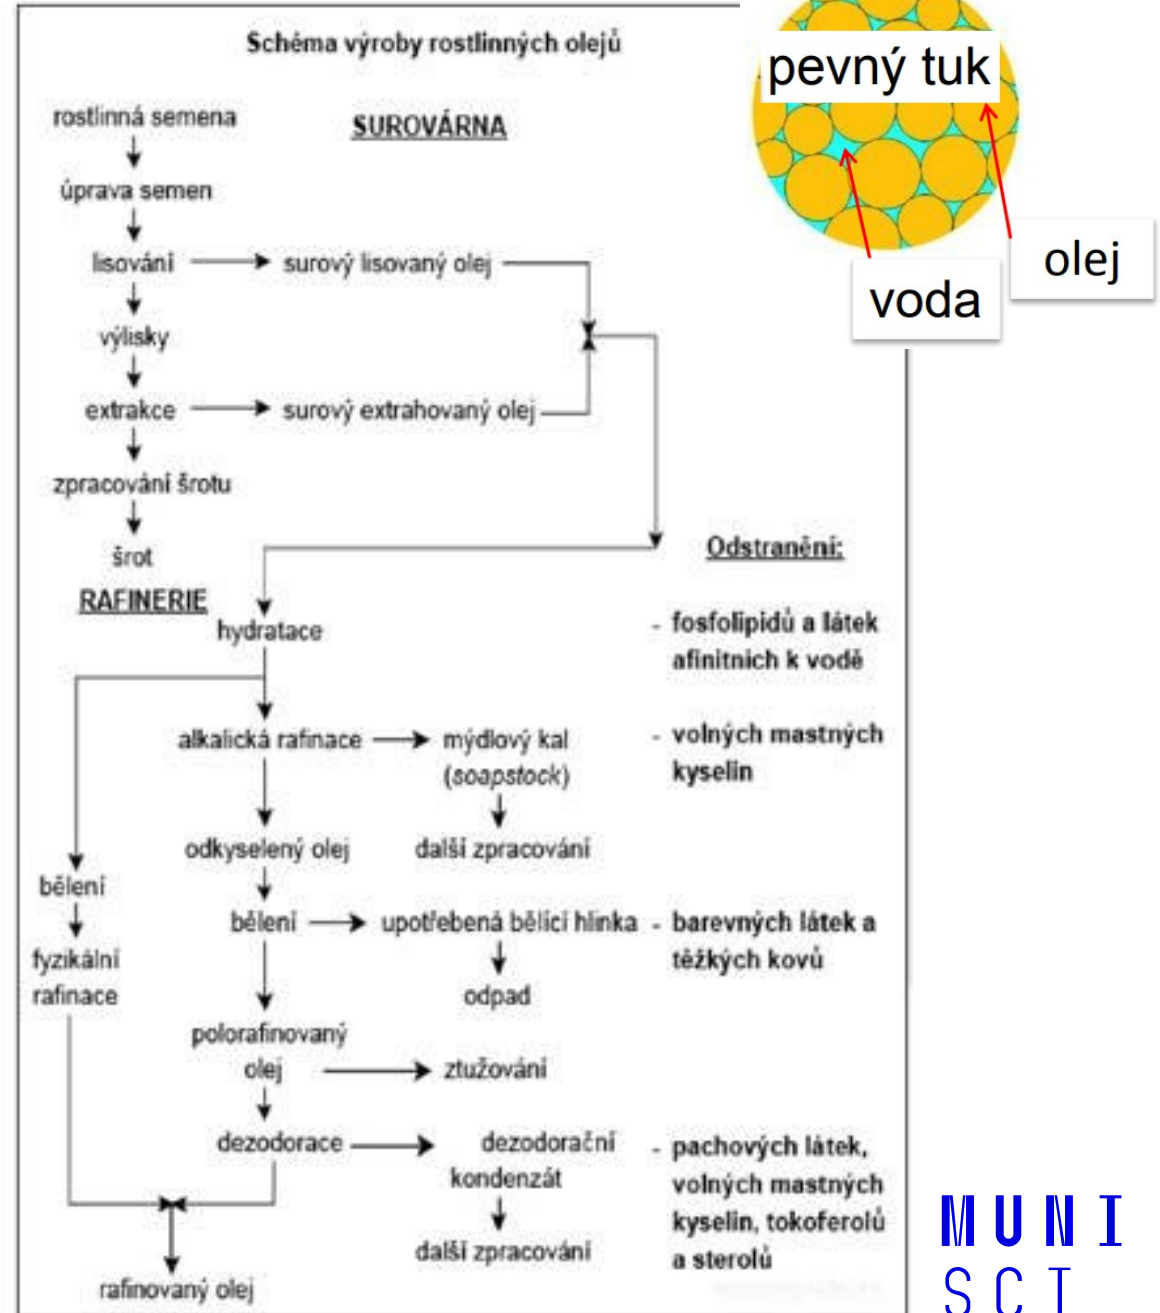 Schéma výroby rostlinných olejů
pevný tuk
olej
voda
rostlinná semena
SUROVÁRNA
úprava semen
lisování
surový lisovaný olej
výlisky
extrakce
surový extrahovaný olej
zpracování šrotu
šrot
Odstranění:
RAFINERIE
hydratace
- fosfolipidů a látek
afinitních k vodě
alkalická rafinace
mýdlový kal
(soapstock)
- volných mastných
kyselin
odkyselený olej
další zpracování
bělení
fyzikální
rafinace
bělení
upotřebená bělící hlinka
- barevných látek a
těžkých kovů
odpad
polorafinovaný
olej
ztužování
dezodorace
dezodorační
kondenzát
- pachových látek,
volných mastných
kyselin, tokoferolů
a sterolů
další zpracování
rafinovaný olej
MUNI
SCI